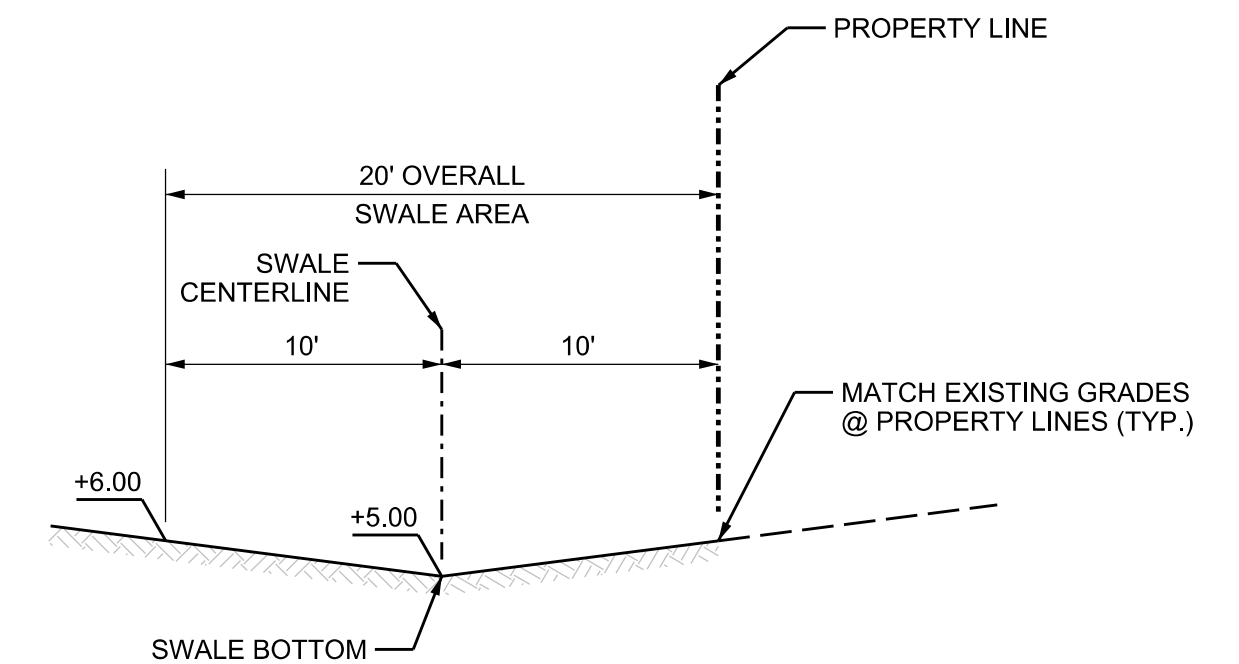 PROPERTY LINE
20' OVERALL
SWALE AREA
SWALE
CENTERLINE
10'
10'
MATCH EXISTING GRADES
@ PROPERTY LINES (TYP.)
+6.00
+5.00
SWALE BOTTOM